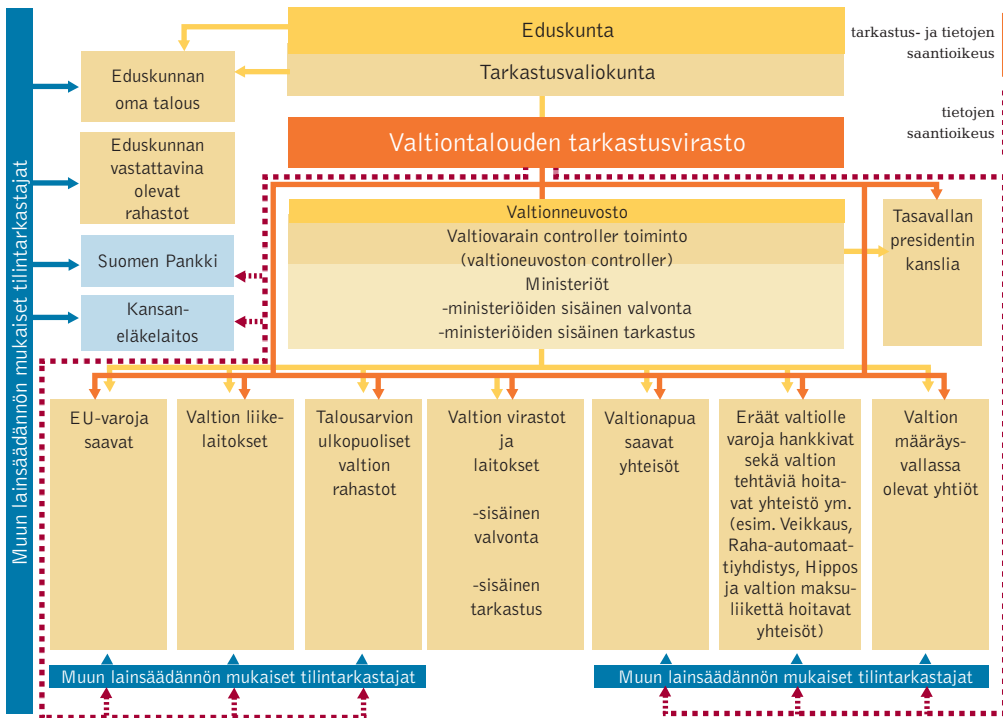 Muun lainsäädännön mukaiset tilintarkastajat
Eduskunta
Tarkastusvaliokunta
tarkastus- ja tietojen
saantioikeus
tietojen
saantioikeus
Eduskunnan
oma talous
Eduskunnan
vastattavina
olevat
rahastot
Suomen Pankki
Kansan-
eläkelaitos
Valtiontalouden tarkastusvirasto
Valtionneuvosto
Valtiovarain controller toiminto
(valtioneuvoston controller)
Ministeriöt
-ministeriöiden sisäinen valvonta
-ministeriöiden sisäinen tarkastus
Tasavallan
presidentin
kanslia
EU-varoja
saavat
Valtion liike-
laitokset
Talousarvion
ulkopuoliset
valtion
rahastot
Valtion virastot
ja
laitokset
-sisäinen
valvonta
-sisäinen
tarkastus
Valtionapua
saavat
yhteisöt
Eräät valtiolle
varoja hankkivat
sekä valtion
tehtäviä hoita-
vat yhteistö ym.
(esim. Veikkaus,
Raha-automaat-
tiyhdistys, Hippos
ja valtion maksu-
liikettä hoitavat
yhteisöt)
Valtion
määräys-
vallassa
olevat yhtiöt
Muun lainsäädännön mukaiset tilintarkastajat
Muun lainsäädännön mukaiset tilintarkastajat